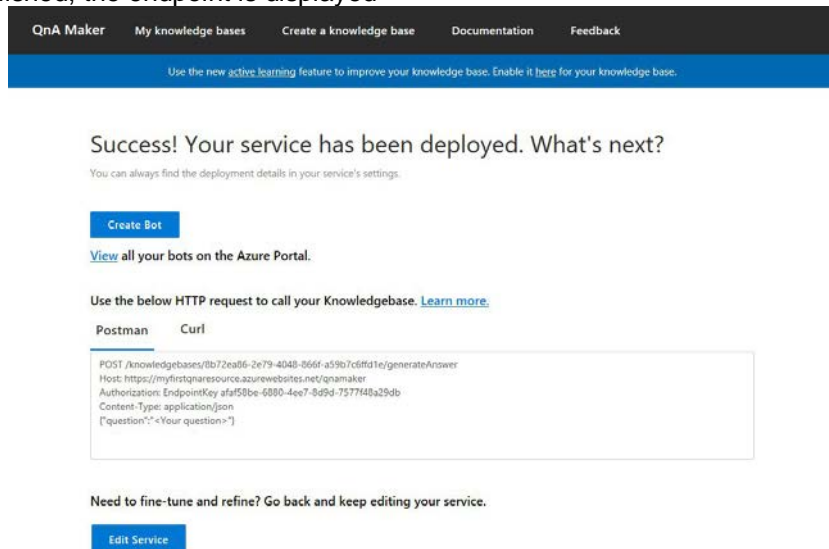 QnA Maker My knowledge bases Create a knowledge base Documentation Feedback
Use the new active learning feature to improve your knowledge base. Enable it here for your knowledge base.
Success! Your service has been deployed. What's next?
You can always find the deployment details in your service's settings.
Create Bot
View all your bots on the Azure Portal.
Use the below HTTP request to call your Knowledgebase. Learn more.
Postman Curl
POST /knowledgebases/8b72ea86-2e79-4048-866f-a59b7c6ffd1e/generateAnswer
Host: https://myfirstqnaresource.azurewebsites.net/qnamaker
Authorization: EndpointKey afaf58be-6880-4ee7-8d9d-7577f48a29db
Content-Type: application/json
{"question":"<Your question>"}
Need to fine-tune and refine? Go back and keep editing your service.
Edit Service